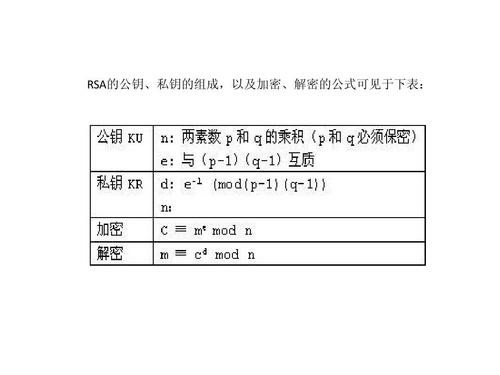 RSA的公钥、私钥的组成，以及加密、解密的公式可见于下表：
公钥 KU n: 两素数 p 和 q 的乘积（p 和 q 必须保密）
e: 与（p-1)(q-1) 互质
私钥 KR d: e⁻¹ (mod(p-1)(q-1))
n:
加密 C ≡ mᵉ mod n
解密 m ≡ cᵈ mod n